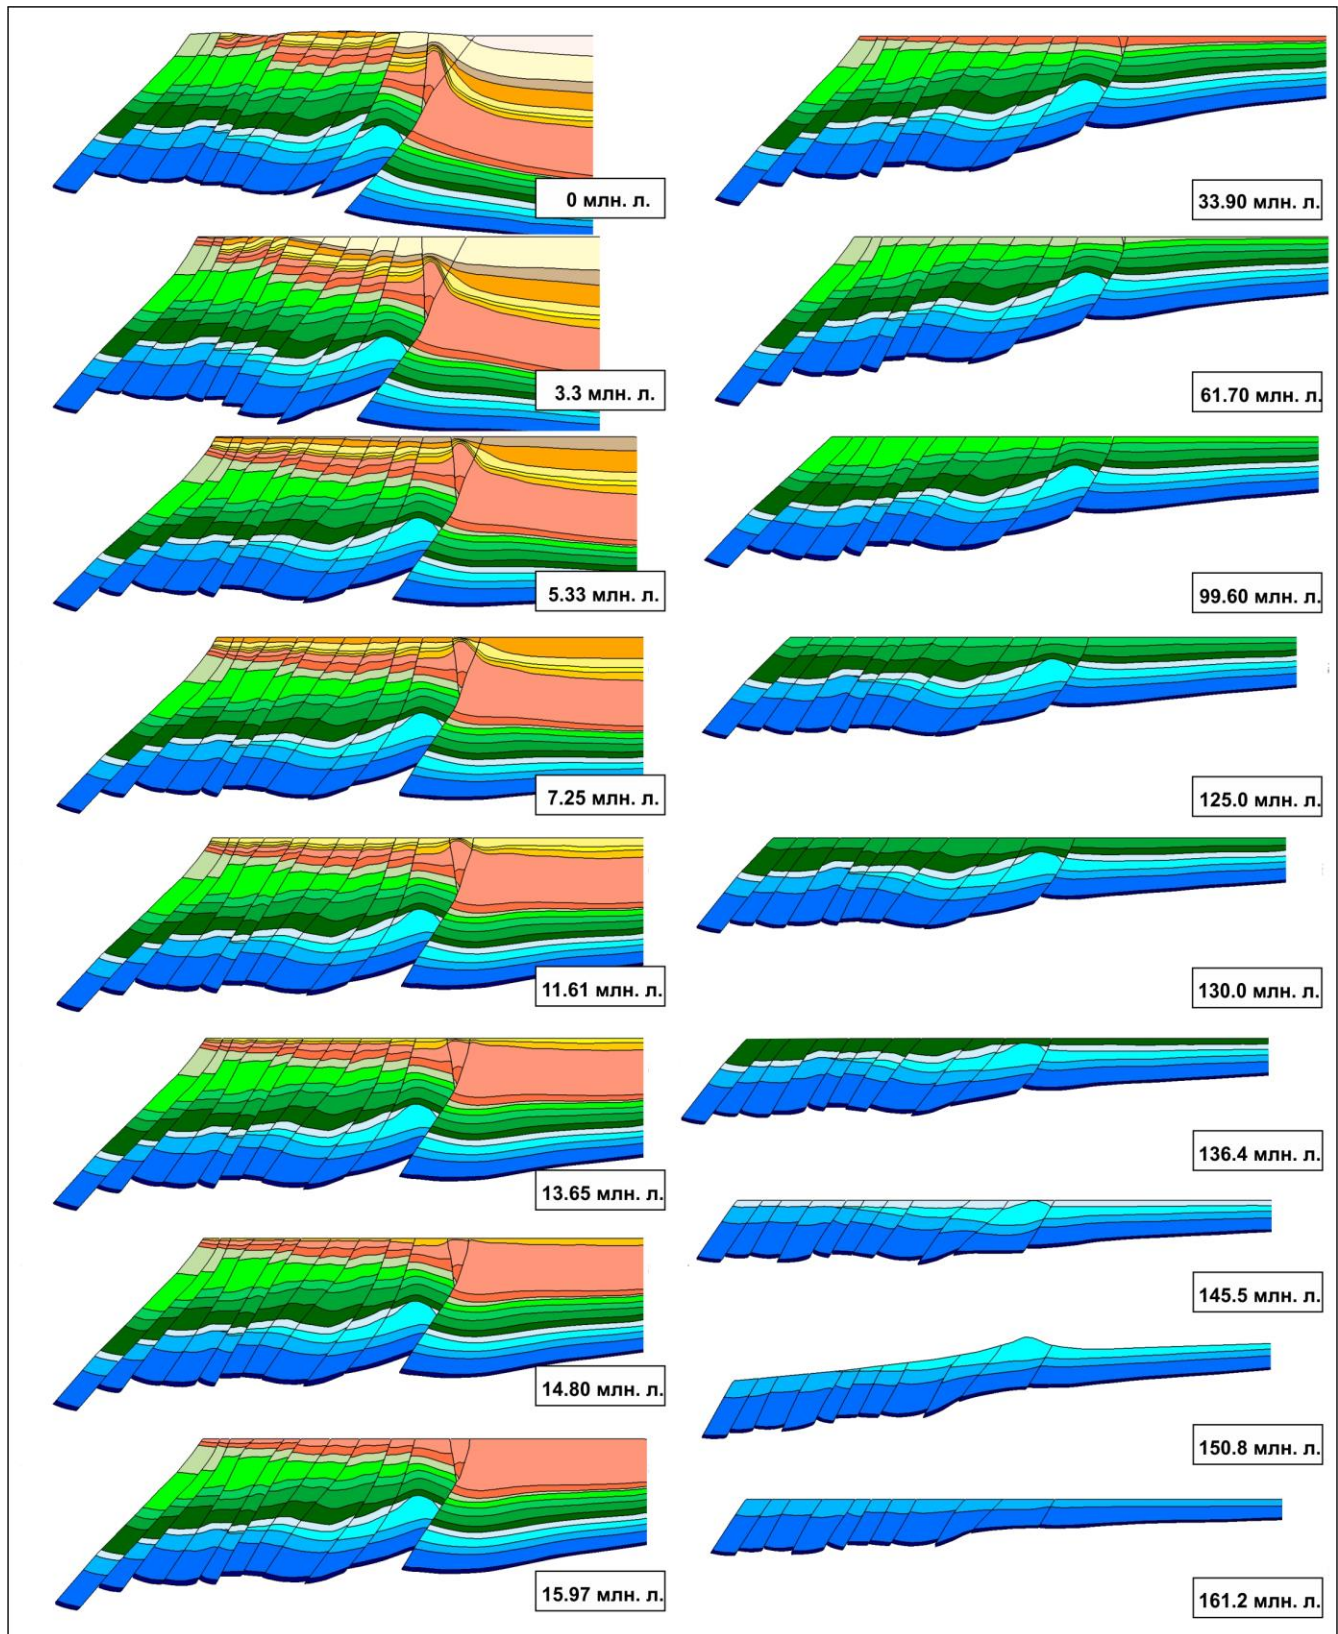 0 млн. л.
3.3 млн. л.
5.33 млн. л.
7.25 млн. л.
11.61 млн. л.
13.65 млн. л.
14.80 млн. л.
15.97 млн. л.
33.90 млн. л.
61.70 млн. л.
99.60 млн. л.
125.0 млн. л.
130.0 млн. л.
136.4 млн. л.
145.5 млн. л.
150.8 млн. л.
161.2 млн. л.